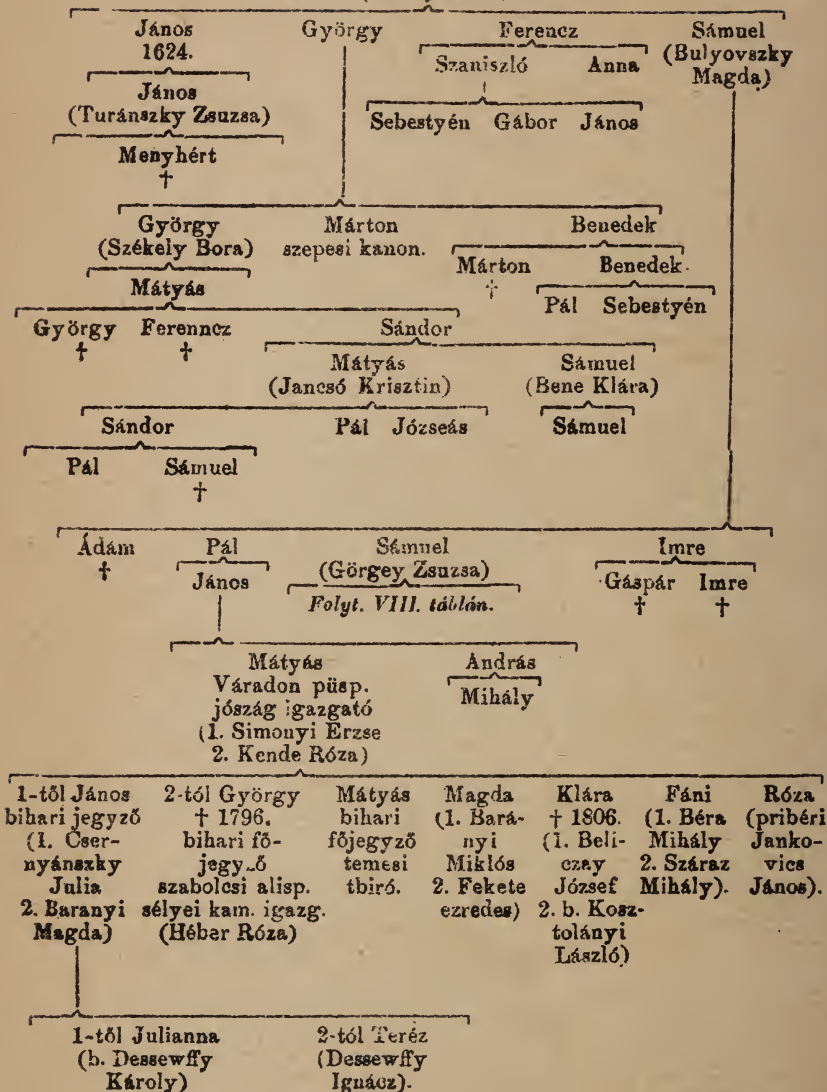 János György Ferencz Sámuel
1624. Szaniszló Anna (Bulyovszky
Magda)
János
(Turánszky Zsuzsa) Sebestyén Gábor János
Menyhért
†
György Márton Benedek
(Székely Bora) szepesi kanon. Márton Benedek
† 
Mátyás Pál Sebestyén
György Ferenncz Sándor
† †
Mátyás Sámuel
(Jancsó Krisztin) (Bene Klára)
Sándor Pál Józseás Sámuel
Pál Sámuel
†
Ádám Pál Sámuel Imre
† (Görgey Zsuzsa)
János Folyt. VIII. táblán. Gáspár Imre
† †
Mátyás András
Váradon püsp. Mihály
jószág igazgató
(1. Simonyi Erzse
2. Kende Róza)
1-től János 2-tól György Mátyás Magda Klára Fáni Róza
bihari jegyző † 1796. bihari (1. Bará- † 1806. (1. Béra (pribéri
(1. Cser- bihari fő- főjegyző nyi (1. Beli- Mihály Janko-
nyánszky jegyző temesi Miklós czay 2. Száraz vics
Julia szabolcsi alisp. tbiró. 2. Fekete József Mihály). János).
2. Baranyi sélyei kam. igazg. ezredes) 2. b. Kosz-
Magda) (Héber Róza) tolányi
László)
1-től Julianna 2-tól Teréz
(b. Dessewffy (Dessewffy
Károly) Ignácz).